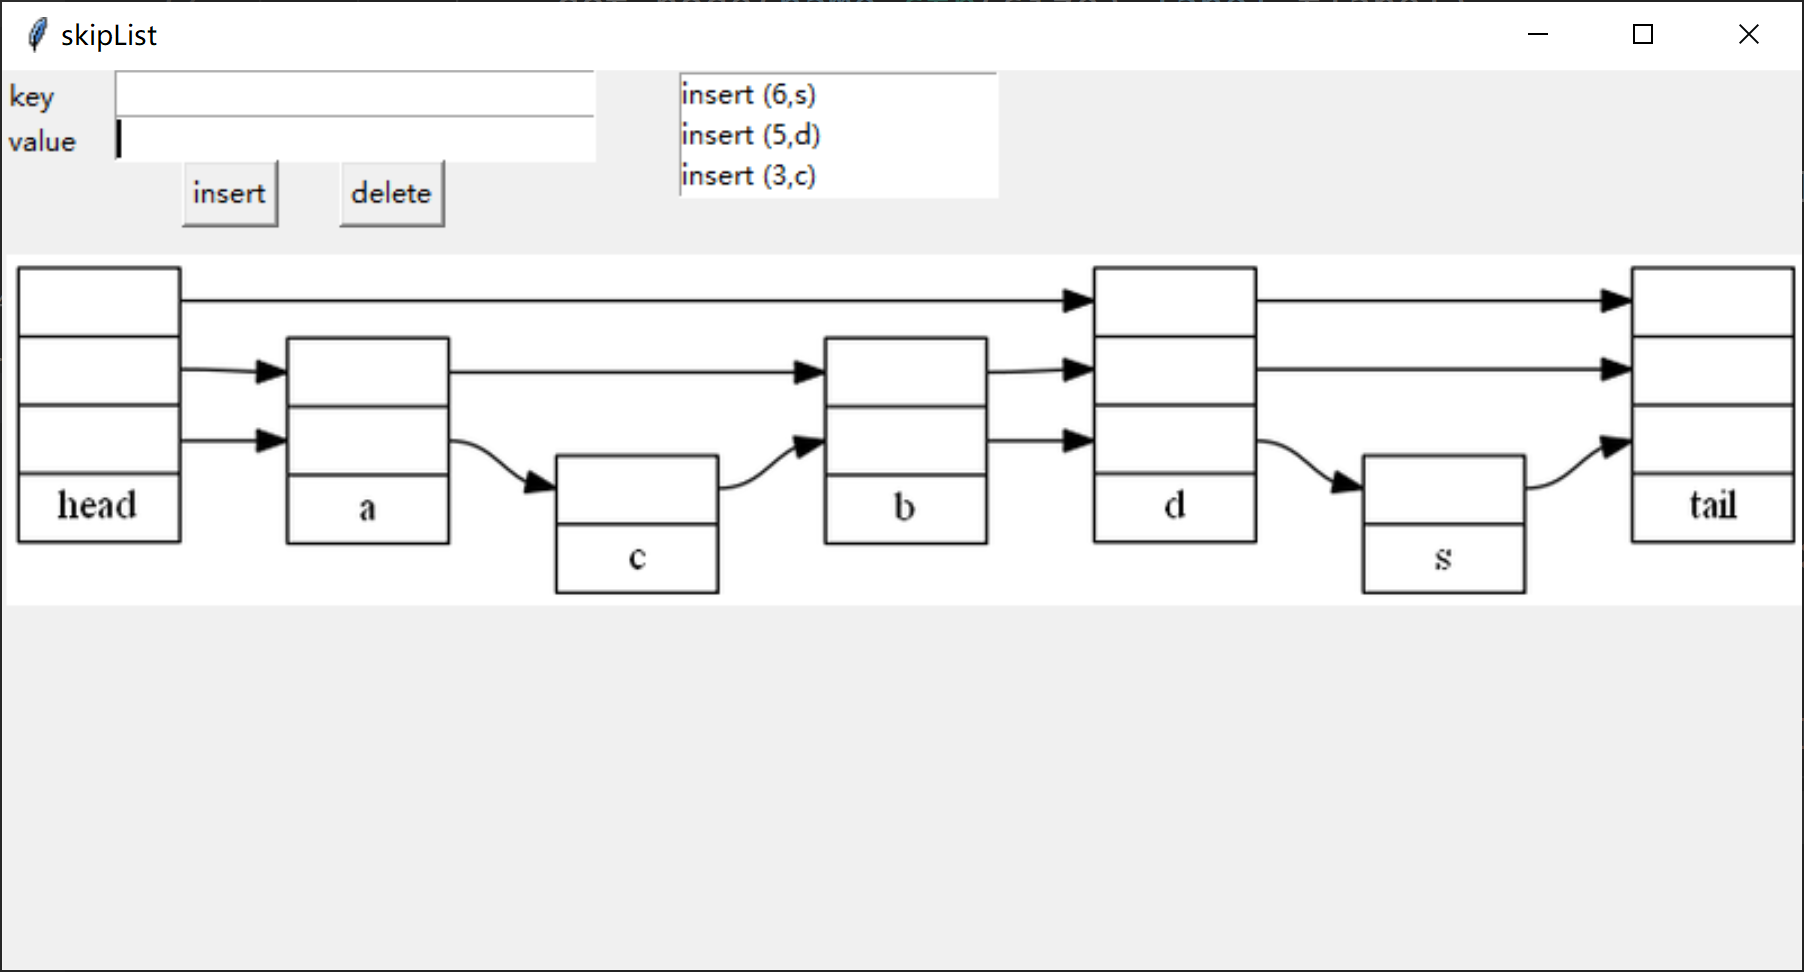 skipList
key
value
insert
delete
insert (6,s)
insert (5,d)
insert (3,c)
head
a
c
b
d
s
tail